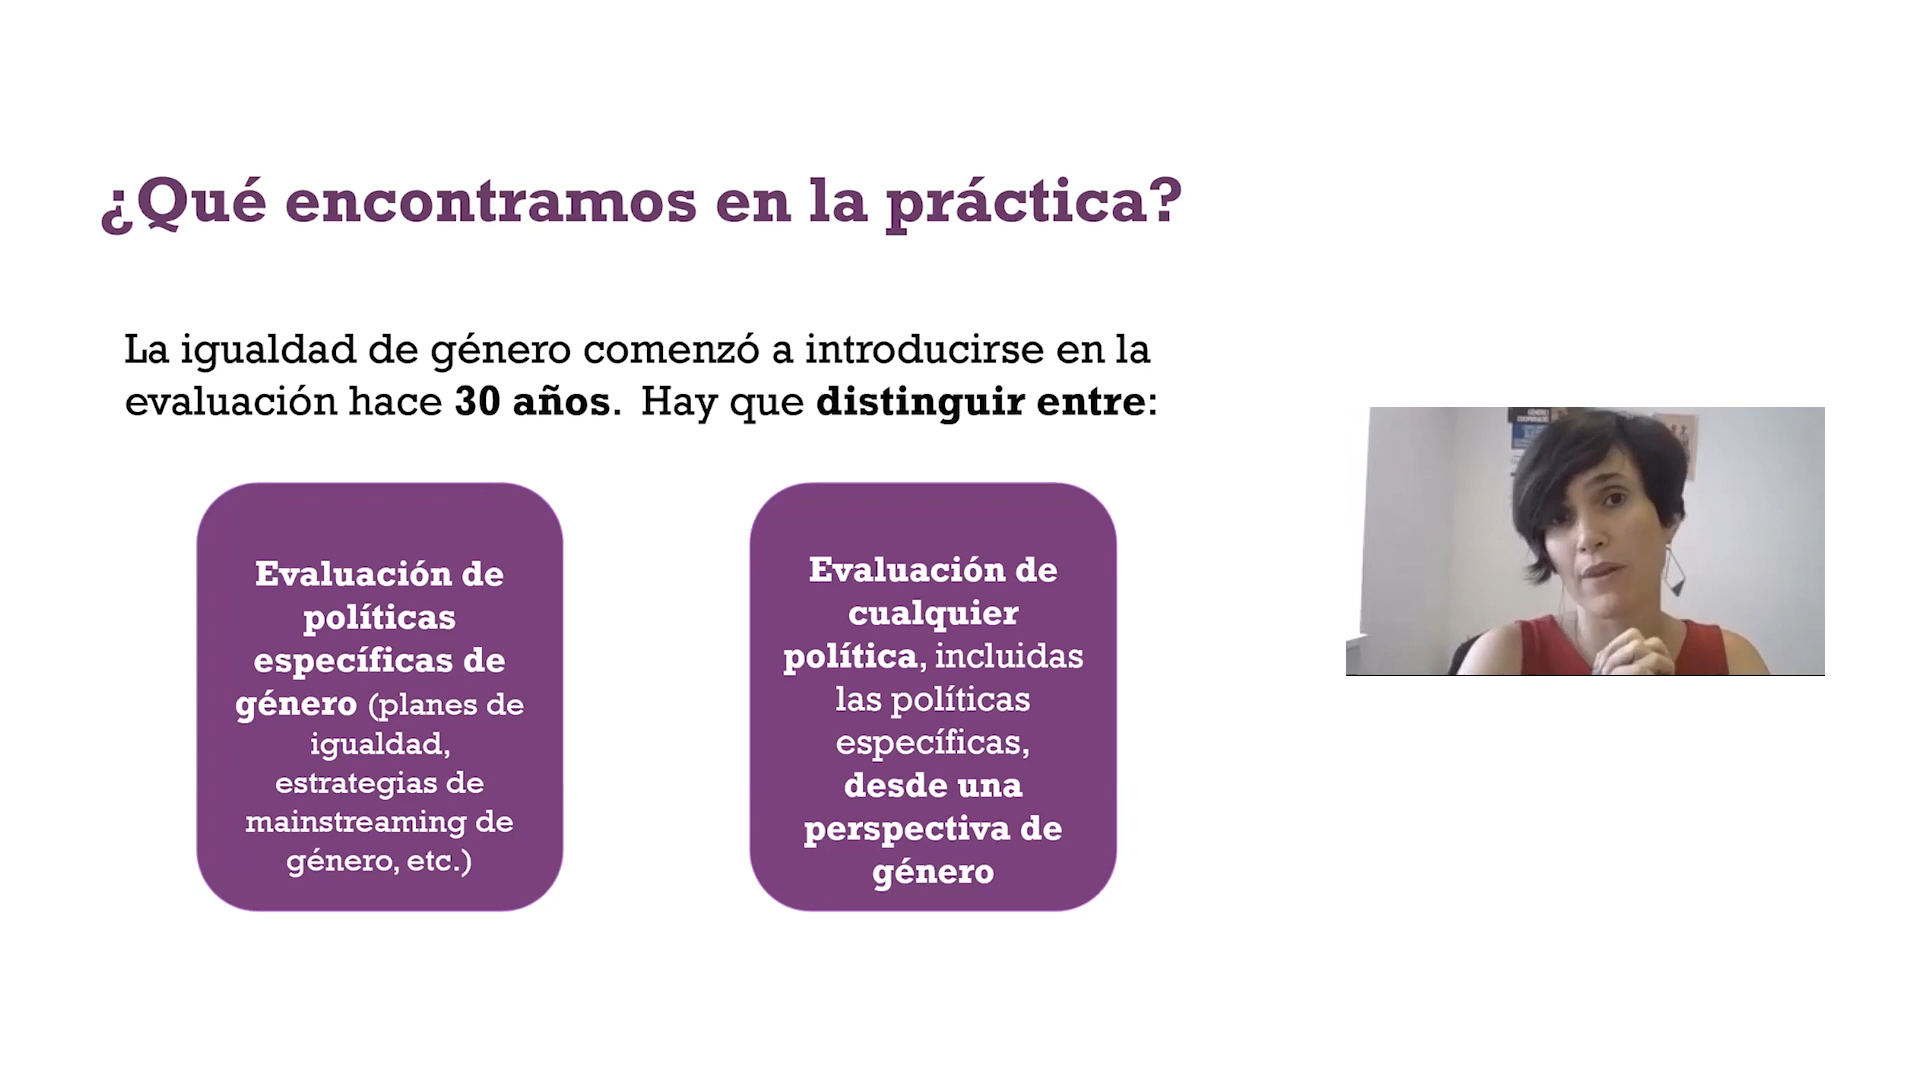 ¿Qué encontramos en la práctica?
La igualdad de género comenzó a introducirse en la
evaluación hace 30 años.  Hay que distinguir entre:
Evaluación de
políticas
específicas de
género (planes de
igualdad,
estrategias de
mainstreaming de
género, etc.)
Evaluación de
cualquier
política, incluidas
las políticas
específicas,
desde una
perspectiva de
género